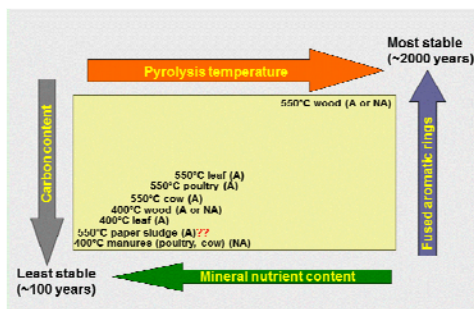 Most stable
(~2000 years)
Pyrolysis temperature
Carbon content
550°C wood (A or NA)
550°C leaf (A)
550°C poultry (A)
550°C cow (A)
400°C wood (A or NA)
400°C leaf (A)
550°C paper sludge (A)??
400°C manures (poultry, cow) (NA)
Fused aromatic rings
Least stable
(~100 years)
Mineral nutrient content